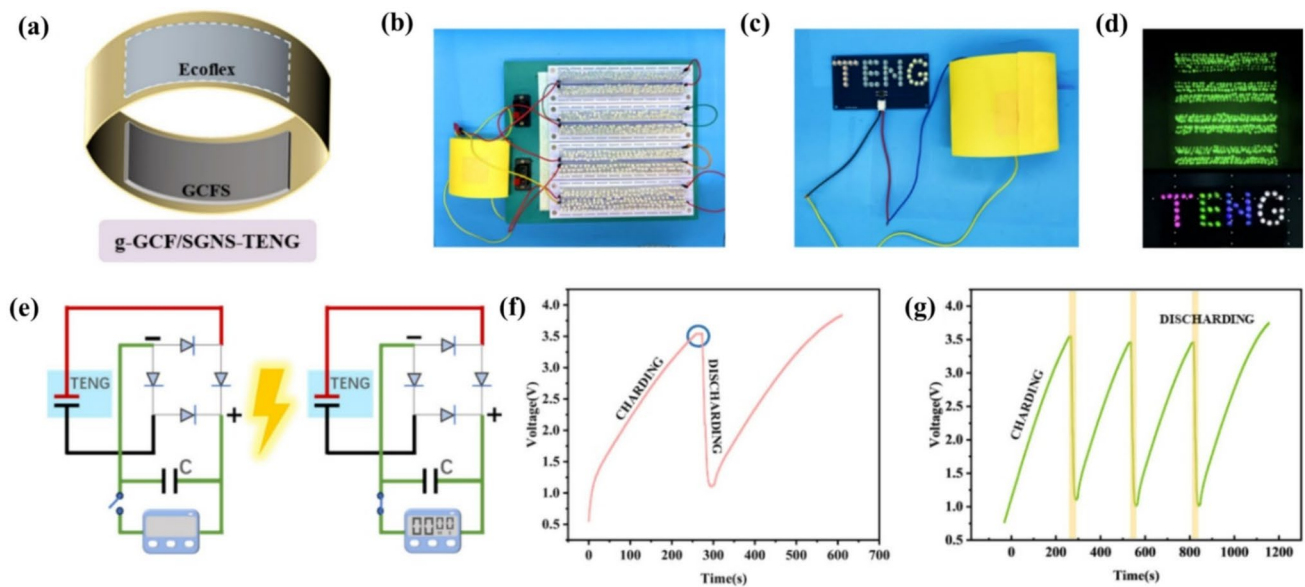 (a)
Ecoflex
GCFS
g-GCF/SGNS-TENG
(b)
(c)
TENG
(d)
TENG
(e)
TENG
C
TENG
C
00:00
(f)
Voltage(V)
4.0
3.5
3.0
2.5
2.0
1.5
1.0
0.5
CHARDING
DISCHARDING
0
100
200
300
400
500
600
700
Time(s)
(g)
Voltage(V)
4.0
3.5
3.0
2.5
2.0
1.5
1.0
0.5
CHARDING
DISCHARDING
0
200
400
600
800
1000
1200
Time(s)